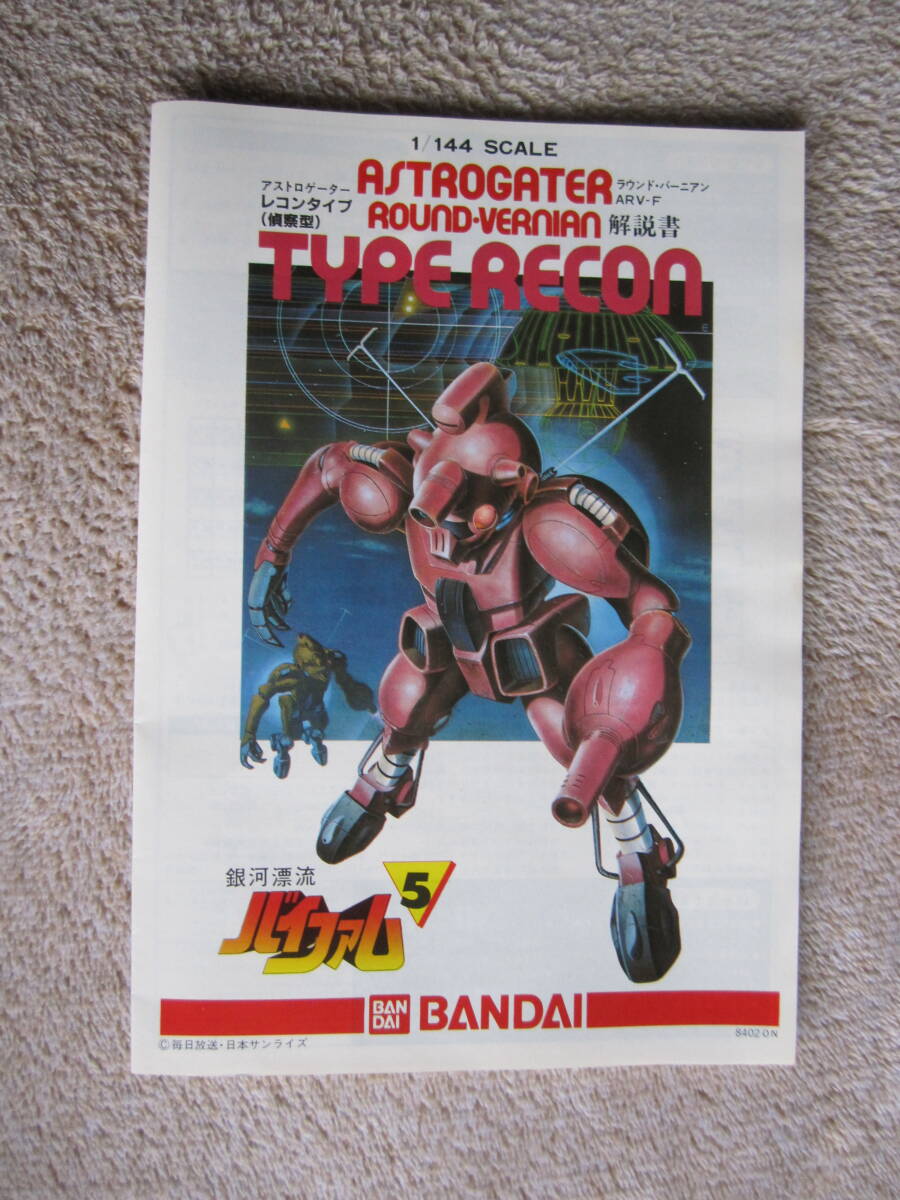 1/144 SCALE
アストロゲーター
レコンタイプ
(偵察型)
ASTROGATER
ROUND-VERNIAN
ラウンド・バーニアン
ARV-F
解説書
TYPE RECON
銀河漂流
バイファム
5
BAN
DAI
BANDAI
8402 0 N
©毎日放送・日本サンライズ